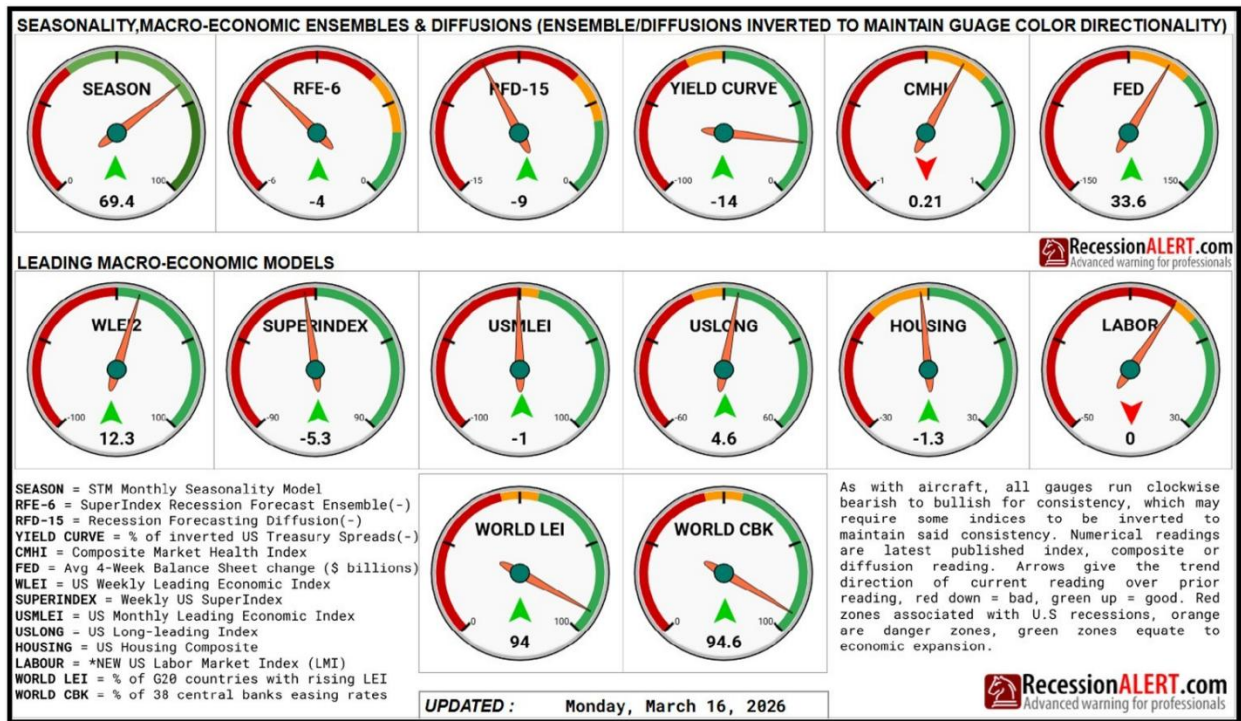 SEASONALITY,MACRO-ECONOMIC ENSEMBLES & DIFFUSIONS (ENSEMBLE/DIFFUSIONS INVERTED TO MAINTAIN GUAGE COLOR DIRECTIONALITY)
SEASON
0
100
69.4
RFE-6
-6
0
-4
RFD-15
-15
0
-9
YIELD CURVE
-100
0
-14
CMHI
-1
1
0.21
FED
-150
150
33.6
RecessionALERT.com
Advanced warning for professionals
LEADING MACRO-ECONOMIC MODELS
WLEI2
-100
100
12.3
SUPERINDEX
-90
90
-5.3
USMLEI
-100
100
-1
USLONG
-60
60
4.6
HOUSING
-30
30
-1.3
LABOR
-50
30
0
SEASON = STM Monthly Seasonality Model
RFE-6 = SuperIndex Recession Forecast Ensemble(-)
RFD-15 = Recession Forecasting Diffusion(-)
YIELD CURVE = % of inverted US Treasury Spreads(-)
CMHI = Composite Market Health Index
FED = Avg 4-Week Balance Sheet change ($ billions)
WLEI = US Weekly Leading Economic Index
SUPERINDEX = Weekly US SuperIndex
USMLEI = US Monthly Leading Economic Index
USLONG = US Long-leading Index
HOUSING = US Housing Composite
LABOUR = *NEW US Labor Market Index (LMI)
WORLD LEI = % of G20 countries with rising LEI
WORLD CBK = % of 38 central banks easing rates
WORLD LEI
0
100
94
WORLD CBK
0
100
94.6
As with aircraft, all gauges run clockwise
bearish to bullish for consistency, which may
require some indices to be inverted to
maintain said consistency. Numerical readings
are latest published index, composite or
diffusion reading. Arrows give the trend
direction of current reading over prior
reading, red down = bad, green up = good. Red
zones associated with U.S recessions, orange
are danger zones, green zones equate to
economic expansion.
UPDATED : Monday, March 16, 2026
RecessionALERT.com
Advanced warning for professionals